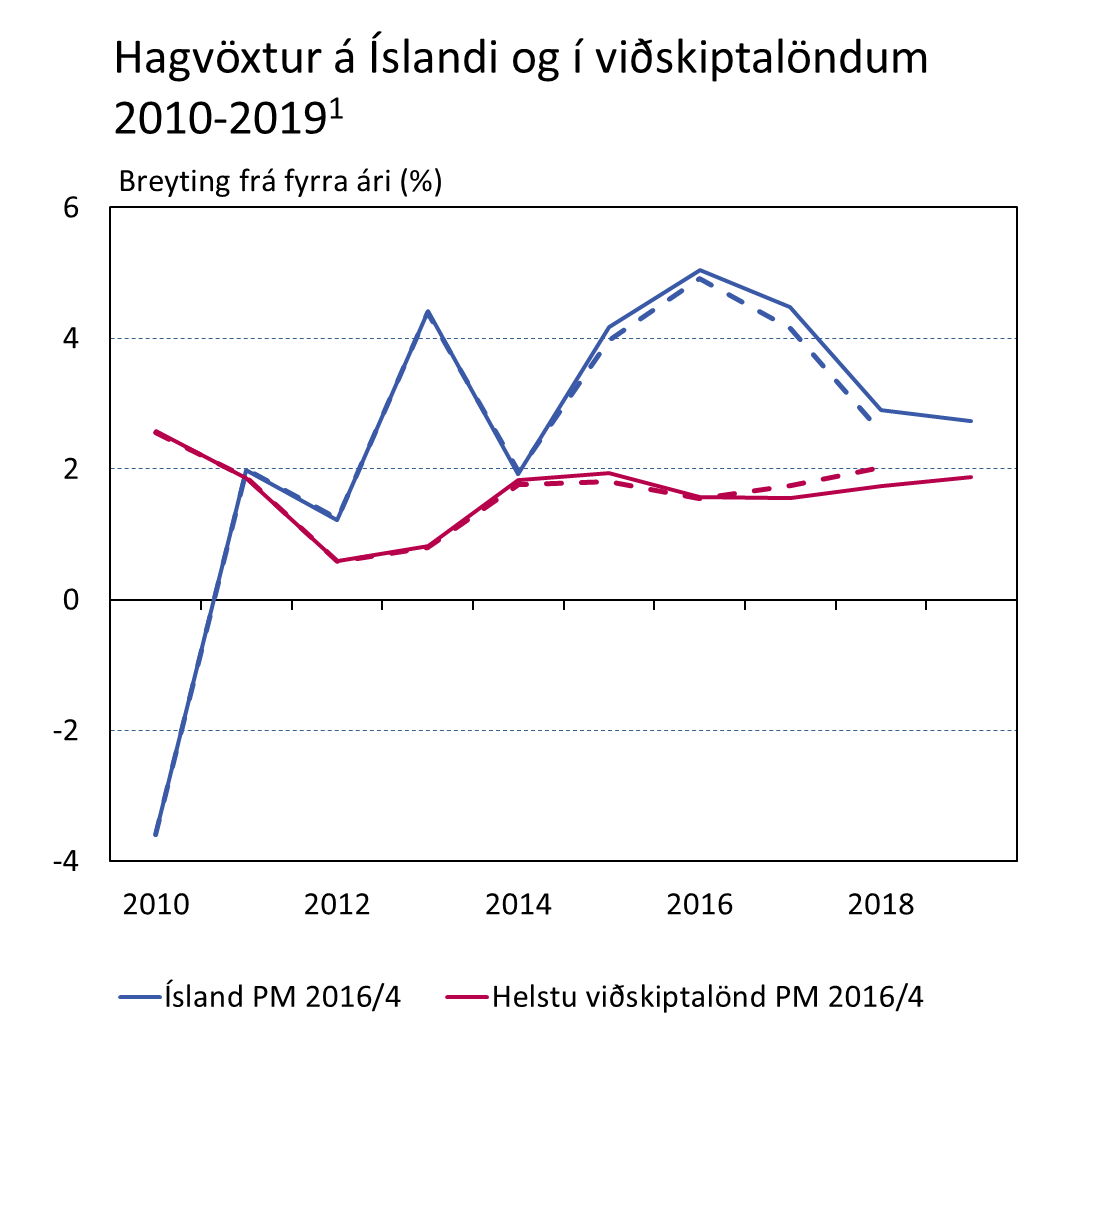 Hagvöxtur á Íslandi og í viðskiptalöndum
2010-2019¹
Breyting frá fyrra ári (%)
6
4
2
0
-2
-4
2010 2012 2014 2016 2018
Ísland PM 2016/4 Helstu viðskiptalönd PM 2016/4